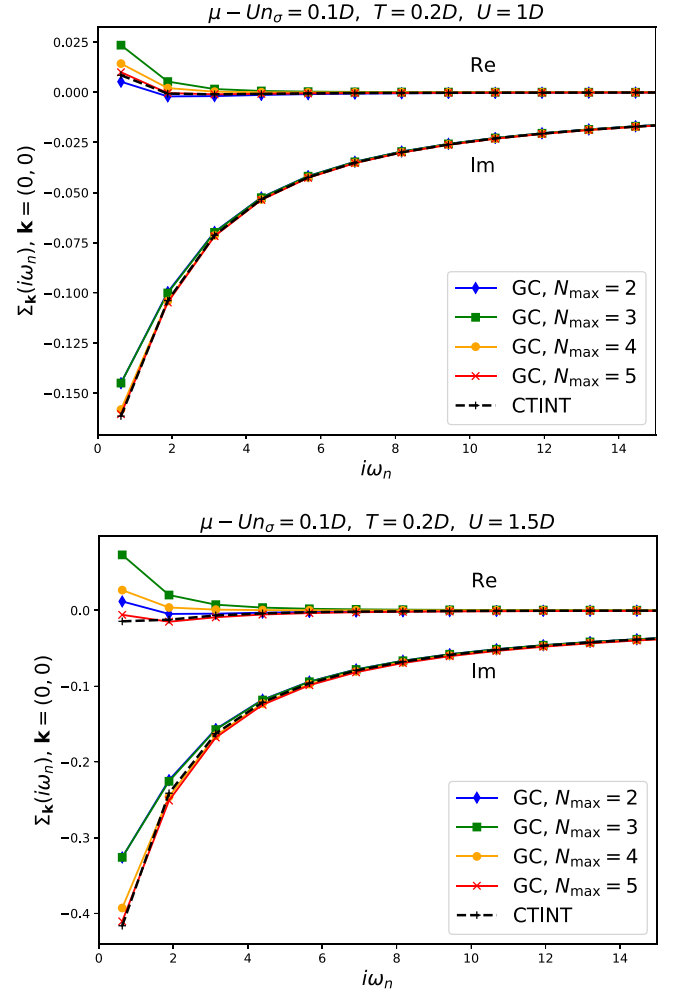 μ − Unσ = 0.1D, T = 0.2D, U = 1D
0.025
0.000
−0.025
−0.050
−0.075
−0.100
−0.125
−0.150
Σk(iωn), k = (0, 0)
Re
Im
GC, Nmax = 2
GC, Nmax = 3
GC, Nmax = 4
GC, Nmax = 5
CTINT
0 2 4 6 8 10 12 14
iωn
μ − Unσ = 0.1D, T = 0.2D, U = 1.5D
0.0
−0.1
−0.2
−0.3
−0.4
Σk(iωn), k = (0, 0)
Re
Im
GC, Nmax = 2
GC, Nmax = 3
GC, Nmax = 4
GC, Nmax = 5
CTINT
0 2 4 6 8 10 12 14
iωn